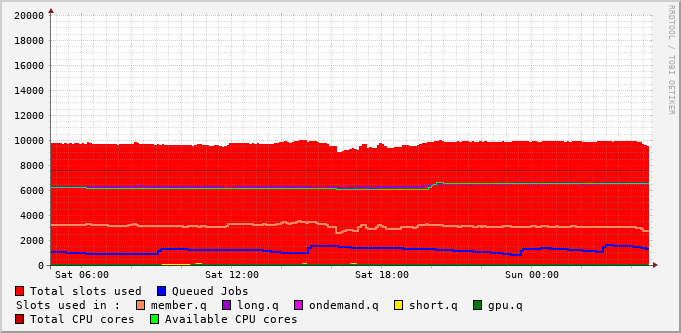 RRDTOOL / TOBI OETIKER
20000
18000
16000
14000
12000
10000
8000
6000
4000
2000
0
Sat 06:00 Sat 12:00 Sat 18:00 Sun 00:00
Total slots used Queued Jobs
Slots used in : member.q long.q ondemand.q short.q gpu.q
Total CPU cores Available CPU cores